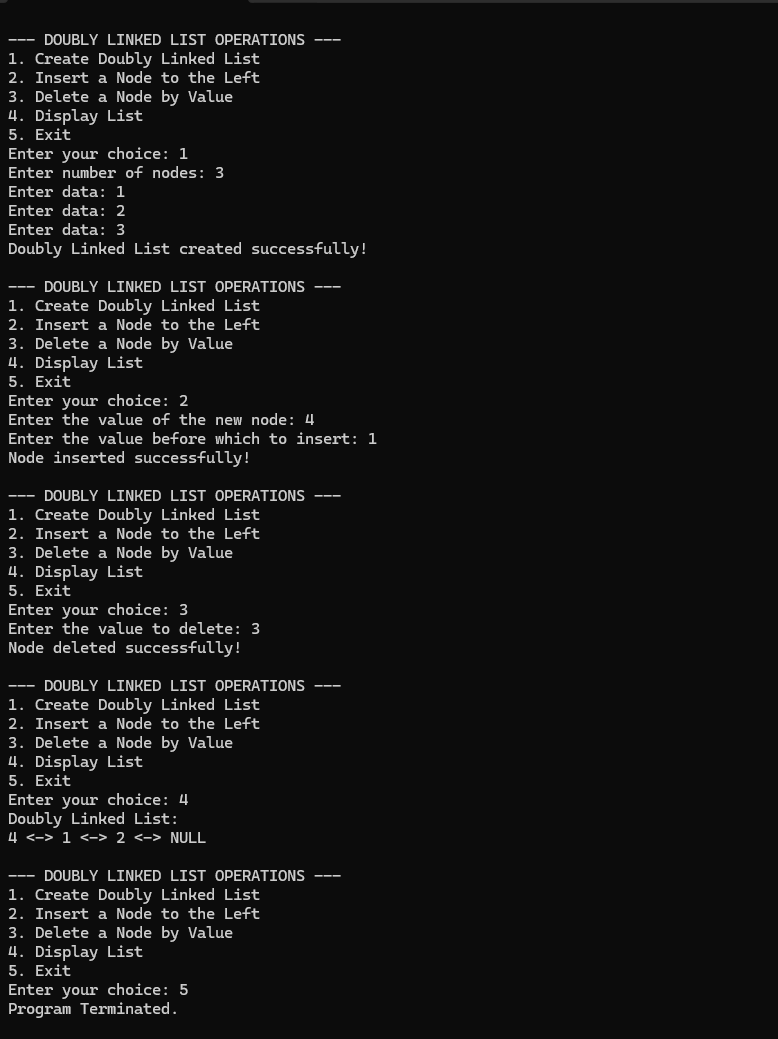 --- DOUBLY LINKED LIST OPERATIONS ---
1. Create Doubly Linked List
2. Insert a Node to the Left
3. Delete a Node by Value
4. Display List
5. Exit
Enter your choice: 1
Enter number of nodes: 3
Enter data: 1
Enter data: 2
Enter data: 3
Doubly Linked List created successfully!
--- DOUBLY LINKED LIST OPERATIONS ---
1. Create Doubly Linked List
2. Insert a Node to the Left
3. Delete a Node by Value
4. Display List
5. Exit
Enter your choice: 2
Enter the value of the new node: 4
Enter the value before which to insert: 1
Node inserted successfully!
--- DOUBLY LINKED LIST OPERATIONS ---
1. Create Doubly Linked List
2. Insert a Node to the Left
3. Delete a Node by Value
4. Display List
5. Exit
Enter your choice: 3
Enter the value to delete: 3
Node deleted successfully!
--- DOUBLY LINKED LIST OPERATIONS ---
1. Create Doubly Linked List
2. Insert a Node to the Left
3. Delete a Node by Value
4. Display List
5. Exit
Enter your choice: 4
Doubly Linked List:
4 <-> 1 <-> 2 <-> NULL
--- DOUBLY LINKED LIST OPERATIONS ---
1. Create Doubly Linked List
2. Insert a Node to the Left
3. Delete a Node by Value
4. Display List
5. Exit
Enter your choice: 5
Program Terminated.